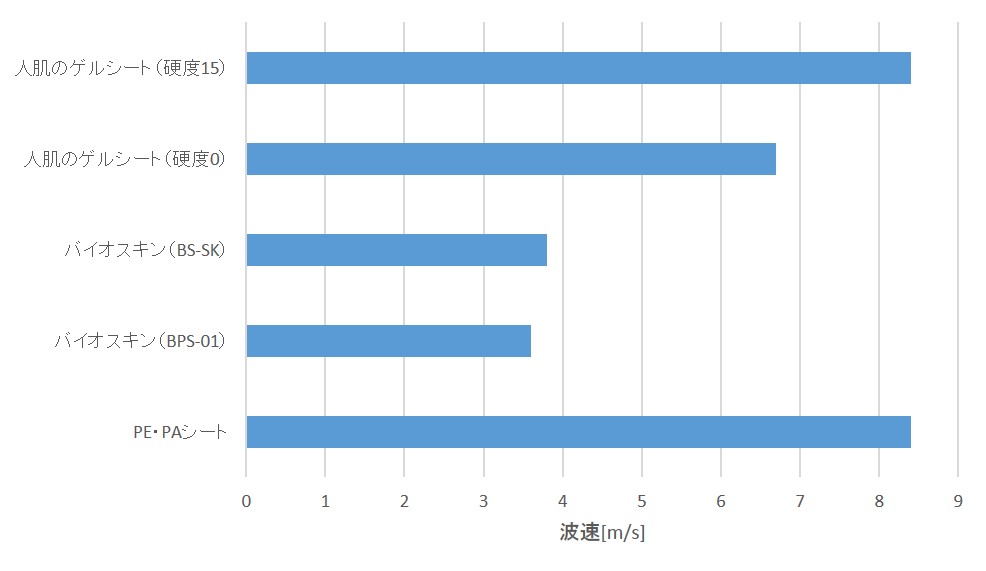 人肌のゲルシート（硬度15）
人肌のゲルシート（硬度0）
バイオスキン（BS-SK）
バイオスキン（BPS-01）
PE・PAシート
0 1 2 3 4 5 6 7 8 9
波速[m/s]